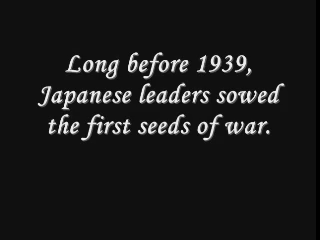 Long before 1939,
Japanese leaders sowed
the first seeds of war.